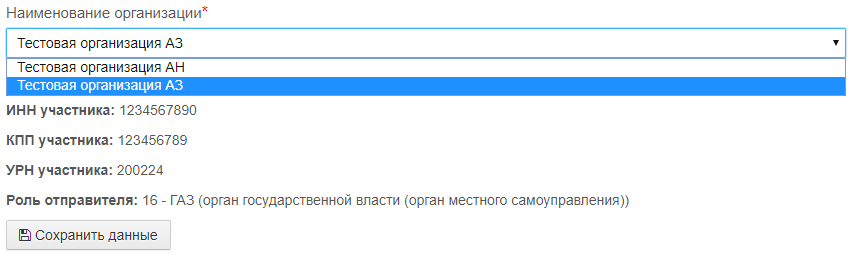 Наименование организации*
Тестовая организация АЗ
Тестовая организация АН
Тестовая организация АЗ
ИНН участника: 1234567890
КПП участника: 123456789
УРН участника: 200224
Роль отправителя: 16 - ГАЗ (орган государственной власти (орган местного самоуправления))
Сохранить данные